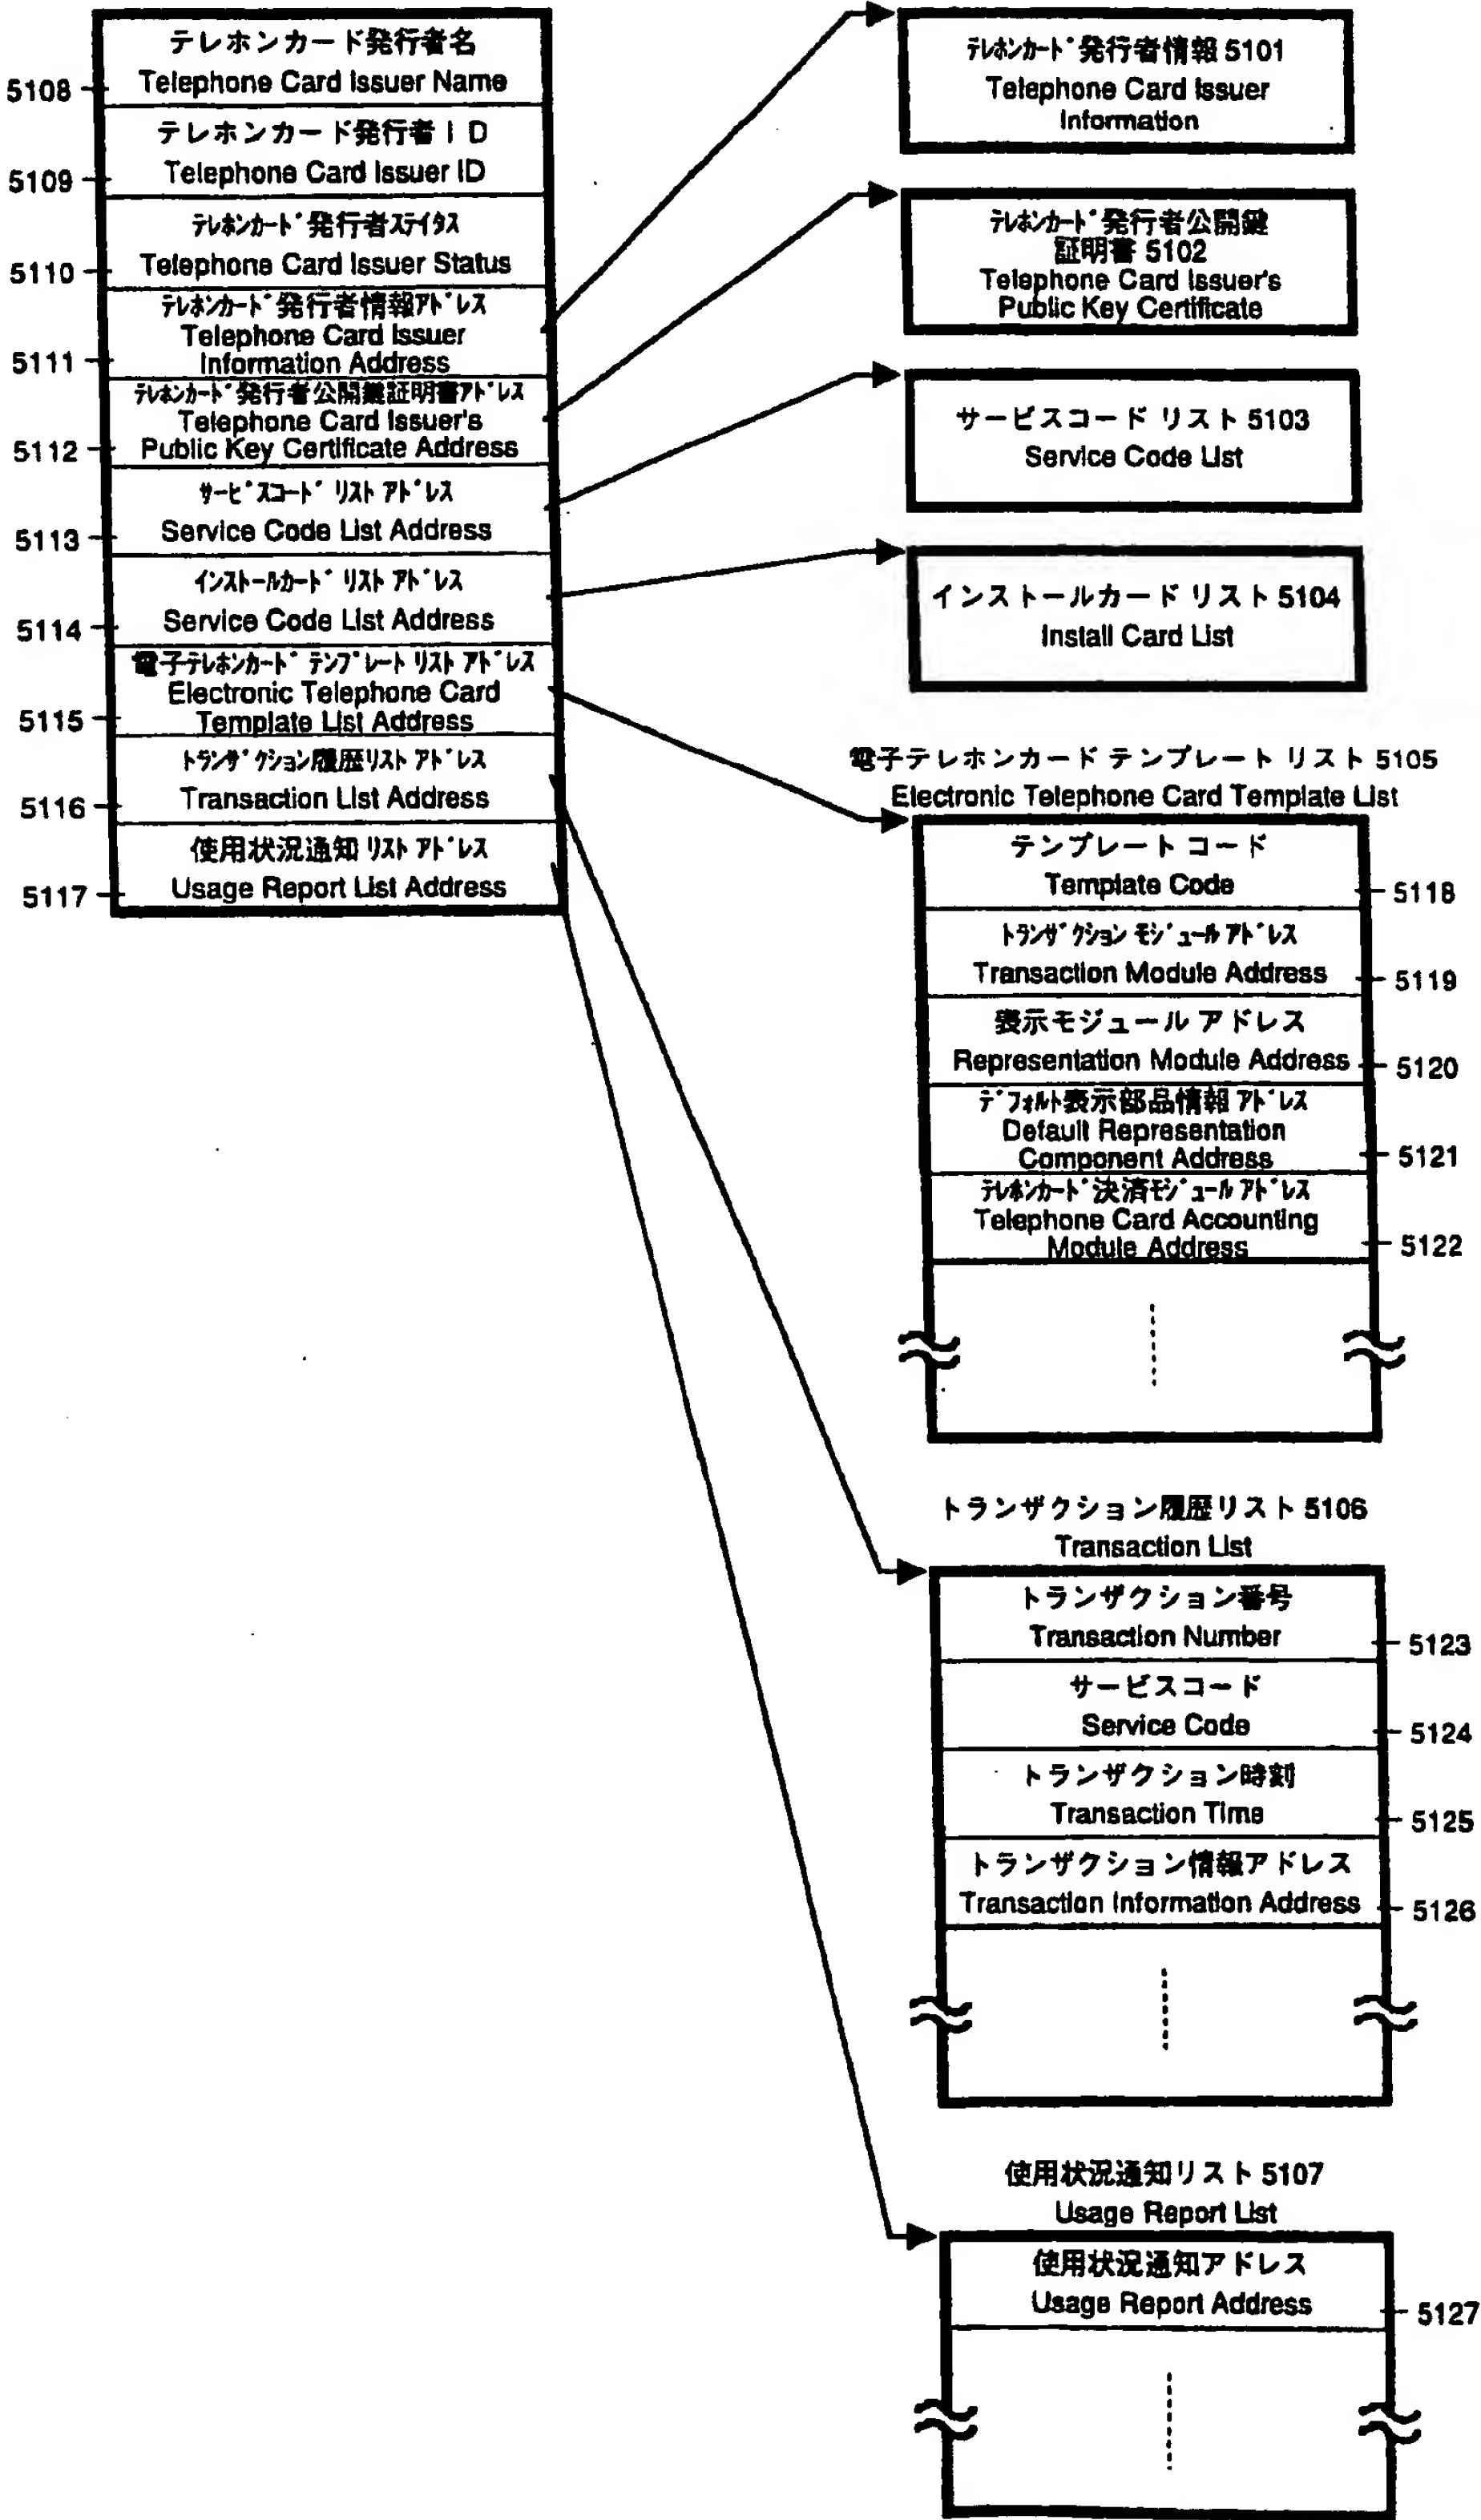 テレホンカード発行者名
Telephone Card Issuer Name
5108
テレホンカード発行者ID
Telephone Card Issuer ID
5109
テレホンカード発行者ステイタス
Telephone Card Issuer Status
5110
テレホンカード発行者情報アドレス
Telephone Card Issuer
Information Address
5111
テレホンカード発行者公開鍵証明書アドレス
Telephone Card Issuer's
Public Key Certificate Address
5112
サービスコード リスト アドレス
Service Code List Address
5113
インストールカード リスト アドレス
Service Code List Address
5114
電子テレホンカード テンプレート リスト アドレス
Electronic Telephone Card
Template List Address
5115
トランザクション履歴リスト アドレス
Transaction List Address
5116
使用状況通知 リスト アドレス
Usage Report List Address
5117
テレホンカード発行者情報 5101
Telephone Card Issuer
Information
テレホンカード発行者公開鍵
証明書 5102
Telephone Card Issuer's
Public Key Certificate
サービスコード リスト 5103
Service Code List
インストールカード リスト 5104
Install Card List
電子テレホンカード テンプレート リスト 5105
Electronic Telephone Card Template List
テンプレート コード
Template Code
5118
トランザクション モジュール アドレス
Transaction Module Address
5119
表示モジュール アドレス
Representation Module Address
5120
デフォルト表示部品情報 アドレス
Default Representation
Component Address
5121
テレホンカード決済モジュール アドレス
Telephone Card Accounting
Module Address
5122
トランザクション履歴リスト 5106
Transaction List
トランザクション番号
Transaction Number
5123
サービスコード
Service Code
5124
トランザクション時刻
Transaction Time
5125
トランザクション情報アドレス
Transaction Information Address
5126
使用状況通知リスト 5107
Usage Report List
使用状況通知アドレス
Usage Report Address
5127